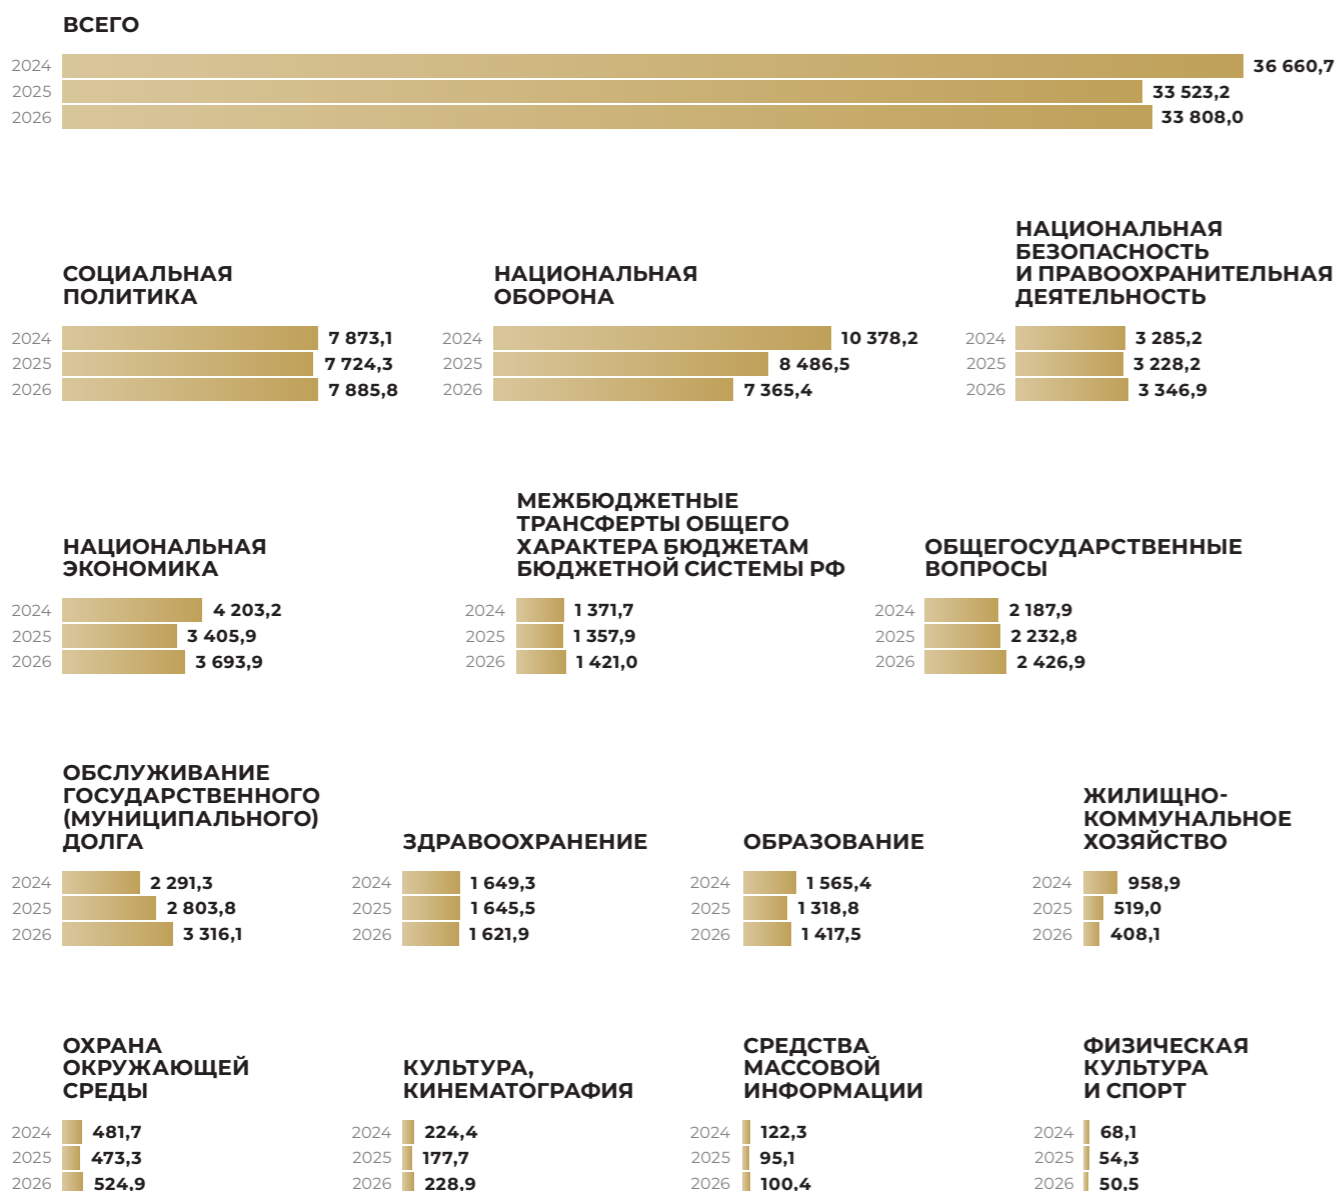 ВСЕГО
2024 36 660,7
2025 33 523,2
2026 33 808,0
СОЦИАЛЬНАЯ
ПОЛИТИКА
2024 7 873,1
2025 7 724,3
2026 7 885,8
НАЦИОНАЛЬНАЯ
ОБОРОНА
2024 10 378,2
2025 8 486,5
2026 7 365,4
НАЦИОНАЛЬНАЯ
БЕЗОПАСНОСТЬ
И ПРАВООХРАНИТЕЛЬНАЯ
ДЕЯТЕЛЬНОСТЬ
2024 3 285,2
2025 3 228,2
2026 3 346,9
НАЦИОНАЛЬНАЯ
ЭКОНОМИКА
2024 4 203,2
2025 3 405,9
2026 3 693,9
МЕЖБЮДЖЕТНЫЕ
ТРАНСФЕРТЫ ОБЩЕГО
ХАРАКТЕРА БЮДЖЕТАМ
БЮДЖЕТНОЙ СИСТЕМЫ РФ
2024 1 371,7
2025 1 357,9
2026 1 421,0
ОБЩЕГОСУДАРСТВЕННЫЕ
ВОПРОСЫ
2024 2 187,9
2025 2 232,8
2026 2 426,9
ОБСЛУЖИВАНИЕ
ГОСУДАРСТВЕННОГО
(МУНИЦИПАЛЬНОГО)
ДОЛГА
2024 2 291,3
2025 2 803,8
2026 3 316,1
ЗДРАВООХРАНЕНИЕ
2024 1 649,3
2025 1 645,5
2026 1 621,9
ОБРАЗОВАНИЕ
2024 1 565,4
2025 1 318,8
2026 1 417,5
ЖИЛИЩНО-
КОММУНАЛЬНОЕ
ХОЗЯЙСТВО
2024 958,9
2025 519,0
2026 408,1
ОХРАНА
ОКРУЖАЮЩЕЙ
СРЕДЫ
2024 481,7
2025 473,3
2026 524,9
КУЛЬТУРА,
КИНЕМАТОГРАФИЯ
2024 224,4
2025 177,7
2026 228,9
СРЕДСТВА
МАССОВОЙ
ИНФОРМАЦИИ
2024 122,3
2025 95,1
2026 100,4
ФИЗИЧЕСКАЯ
КУЛЬТУРА
И СПОРТ
2024 68,1
2025 54,3
2026 50,5